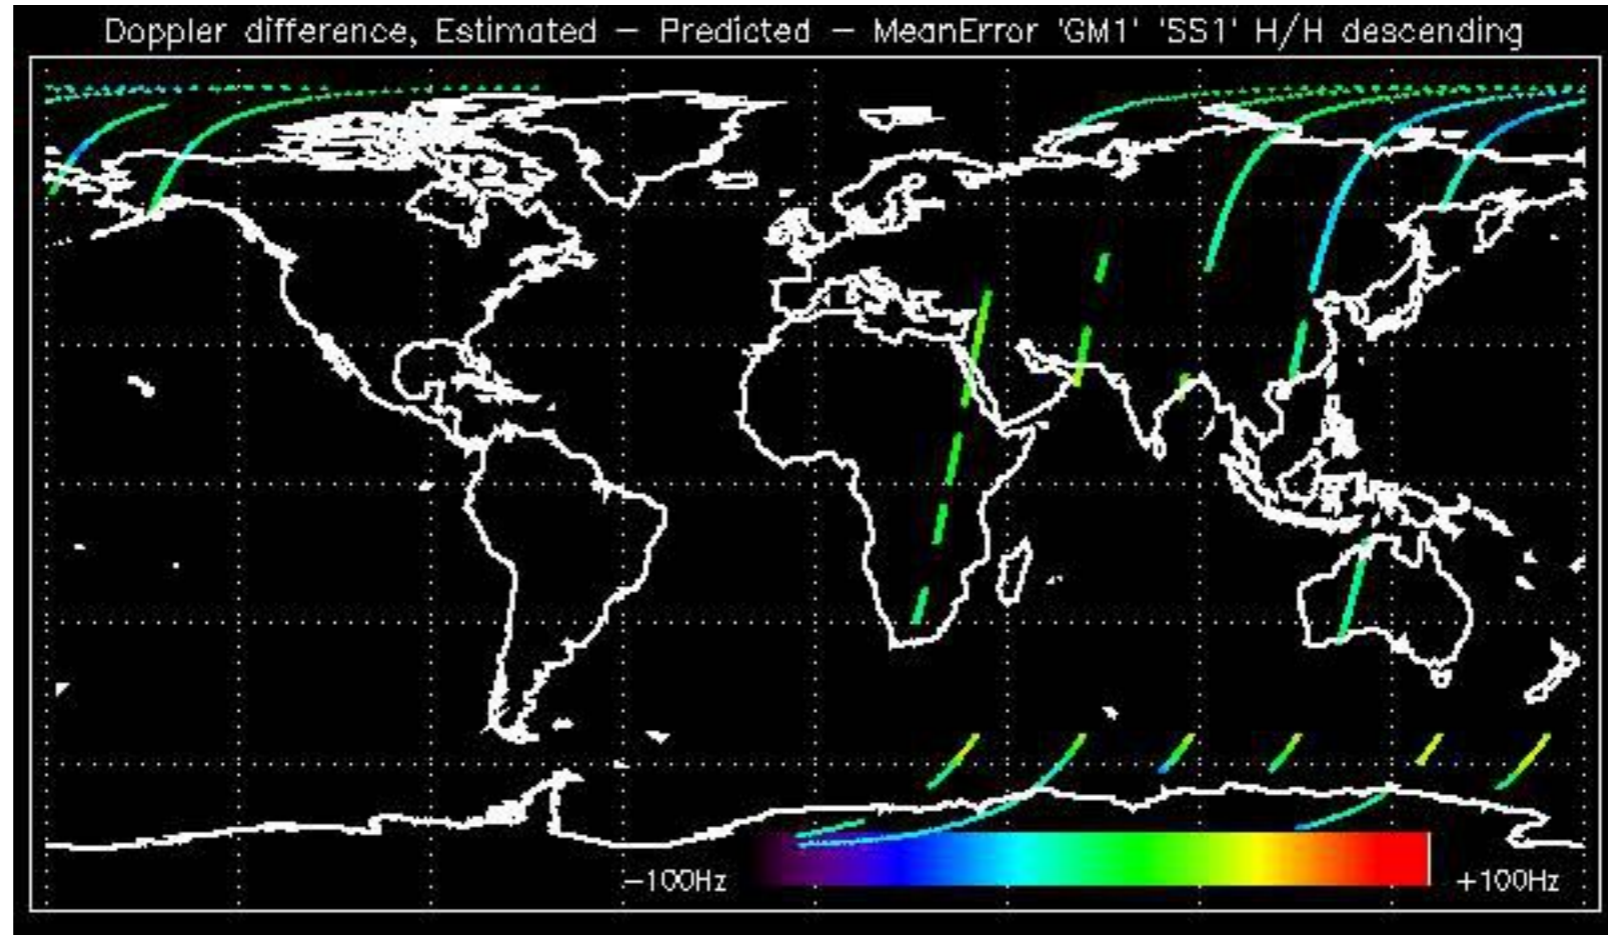 Doppler difference, Estimated − Predicted − MeanError 'GM1' 'SS1' H/H descending
−100Hz +100Hz